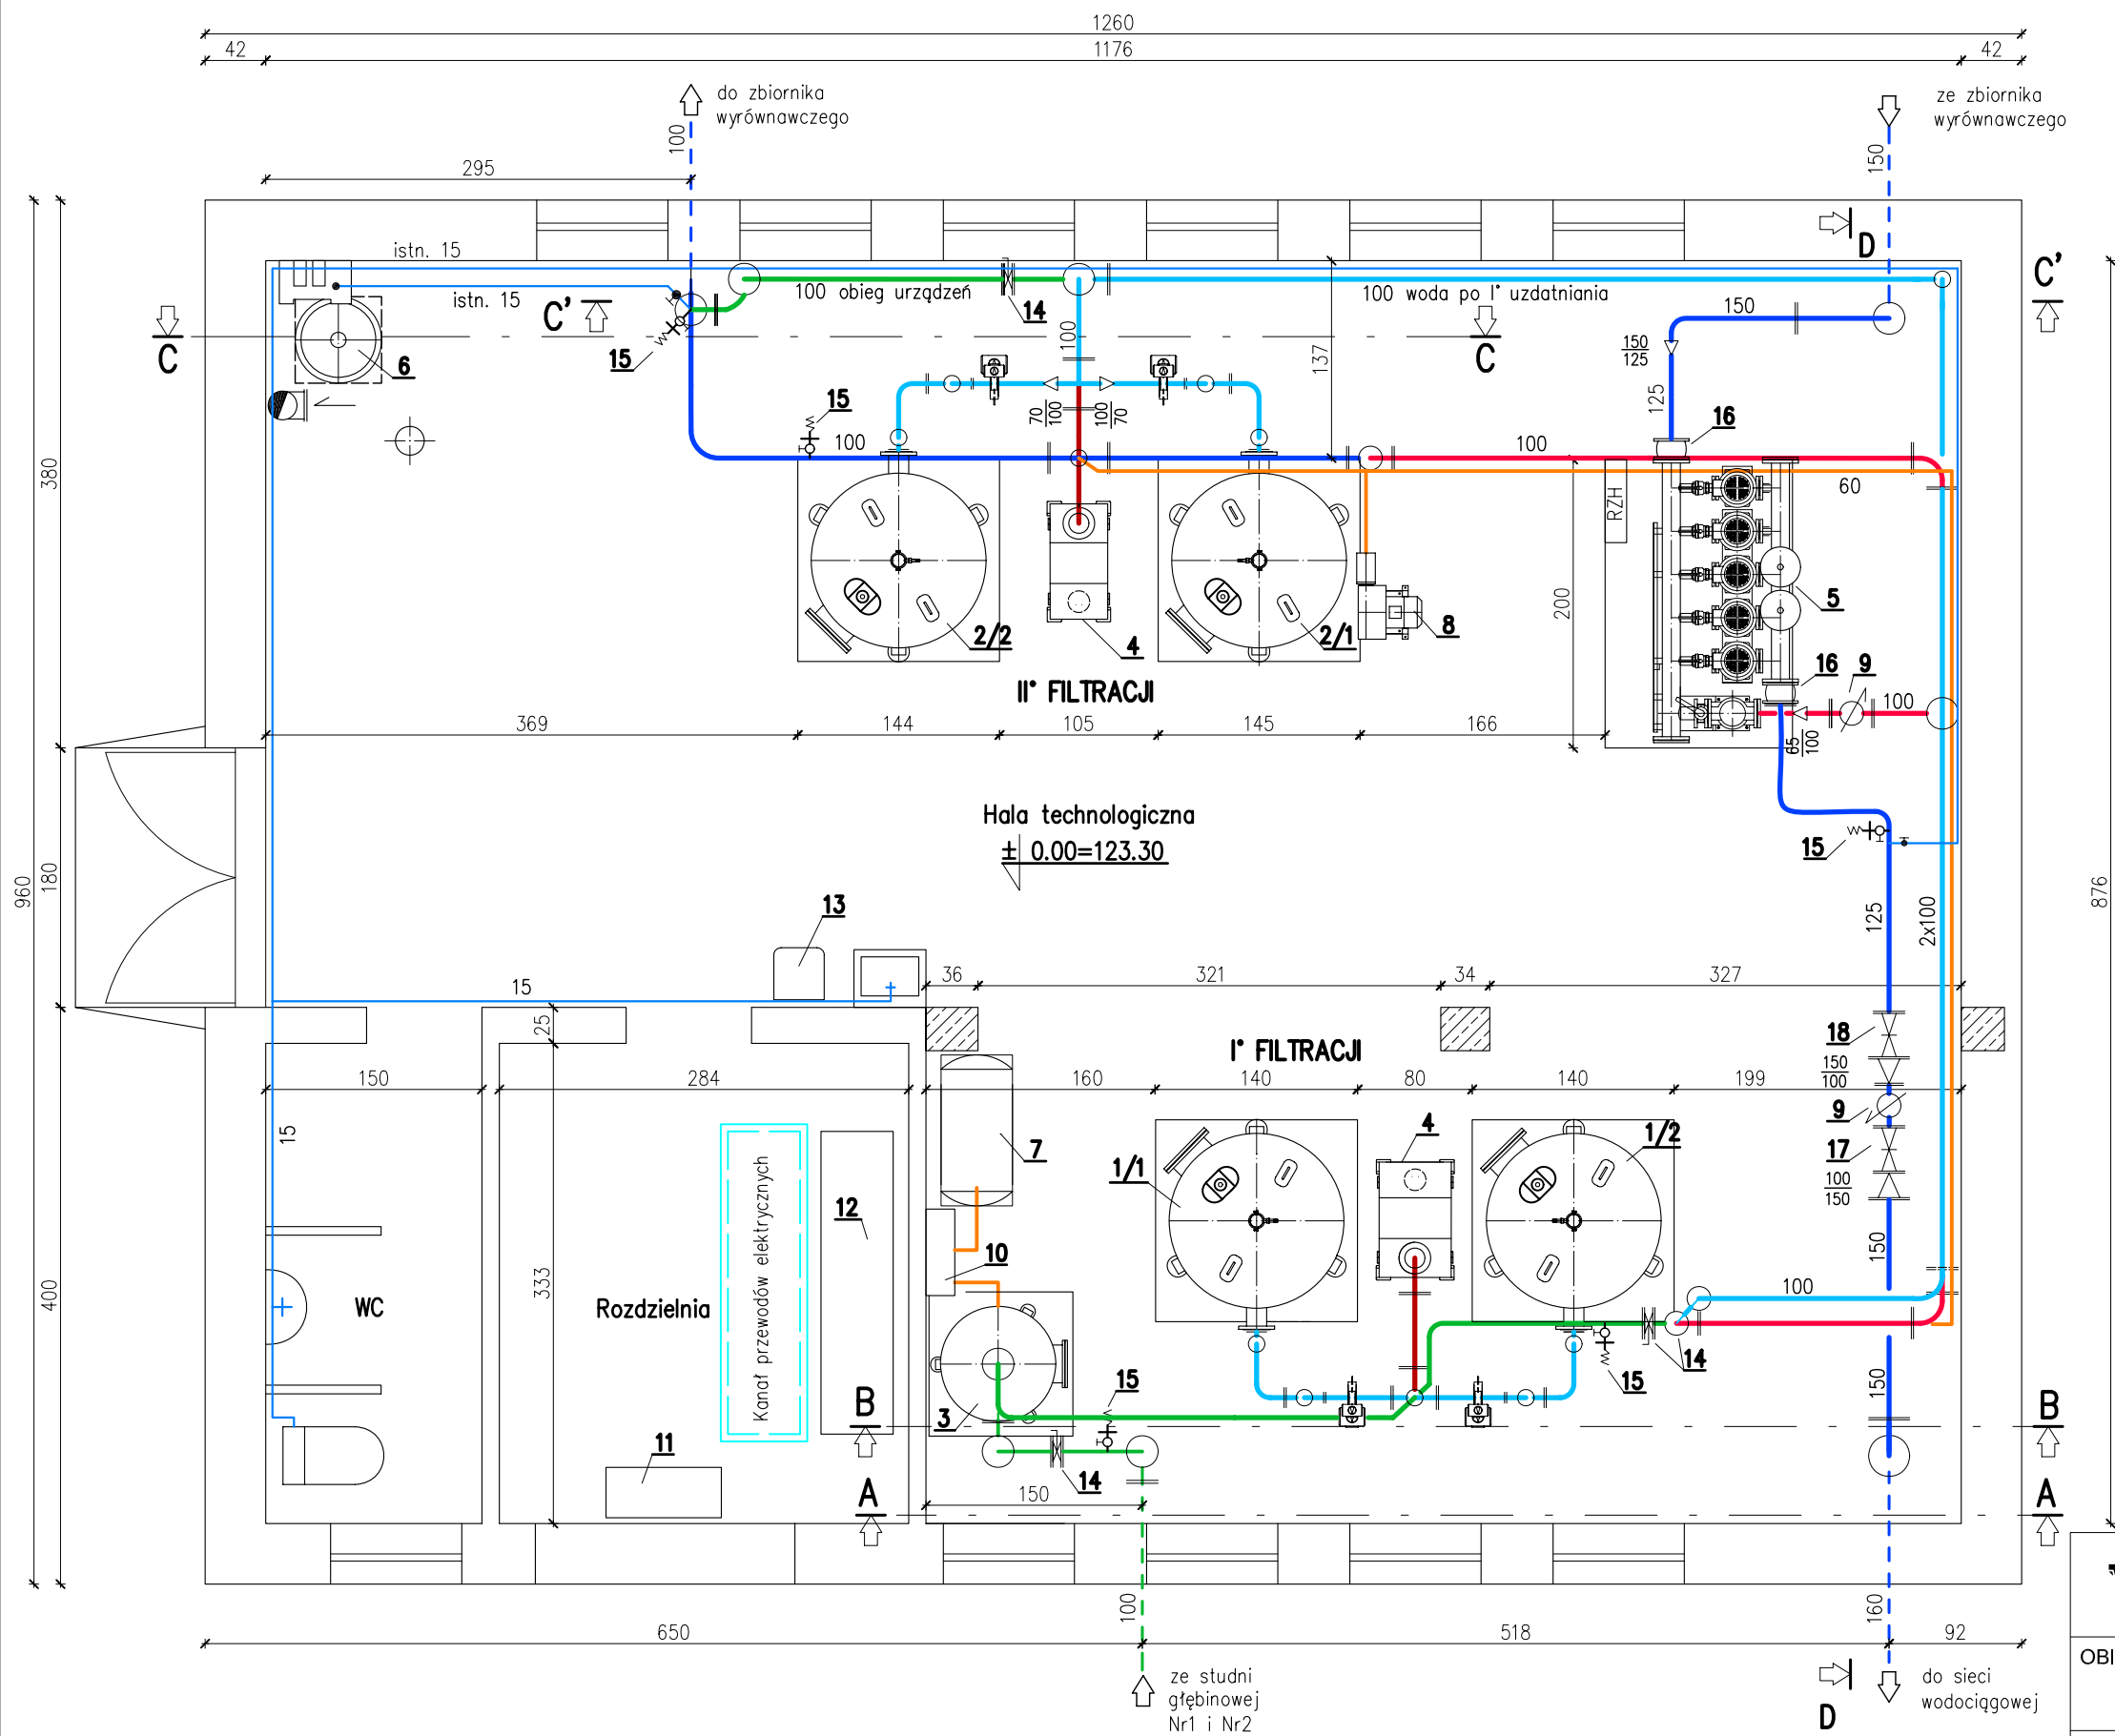 1260
42
1176
42
do zbiornika
wyrównawczego
ze zbiornika
wyrównawczego
100
150
295
D
istn. 15
istn. 15
C'
C'
100 obieg urządzeń
14
100 woda po I° uzdatniania
150
C
C
15
6
100
137
150
125
125
15
70
100
100
70
100
100
16
60
RZH
380
200
5
2/2
4
2/1
8
II° FILTRACJI
16
9
100
369
144
105
145
166
65
100
Hala technologiczna
± 0.00=123.30
15
960
180
876
13
125
2x100
36
321
34
327
15
25
I° FILTRACJI
18
150
100
150
284
160
140
80
140
199
9
15
7
1/1
4
1/2
17
100
150
Kanał przewodów elektrycznych
12
10
150
400
333
WC
Rozdzielnia
100
14
15
15
150
B
3
B
11
14
A
A
150
100
160
650
518
92
ze studni
głębinowej
Nr1 i Nr2
D
do sieci
wodociągowej
OBI